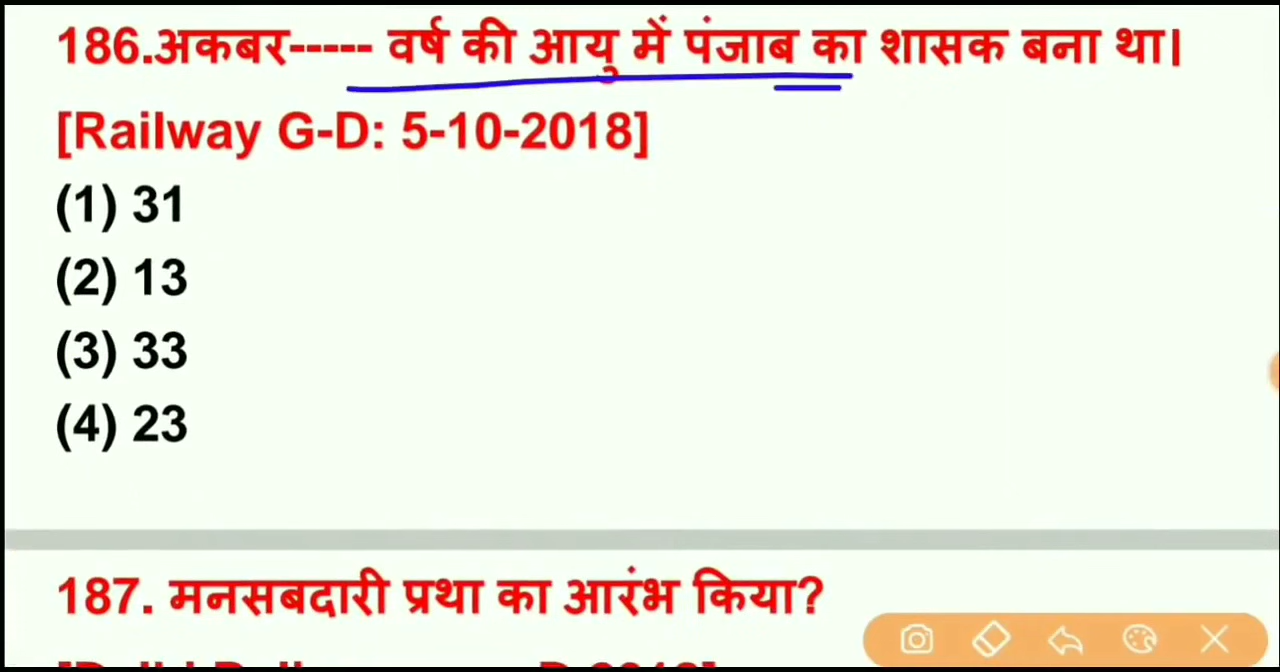 186.अकबर----- वर्ष की आयु में पंजाब का शासक बना था।
[Railway G-D: 5-10-2018]
(1) 31
(2) 13
(3) 33
(4) 23
187. मनसबदारी प्रथा का आरंभ किया?